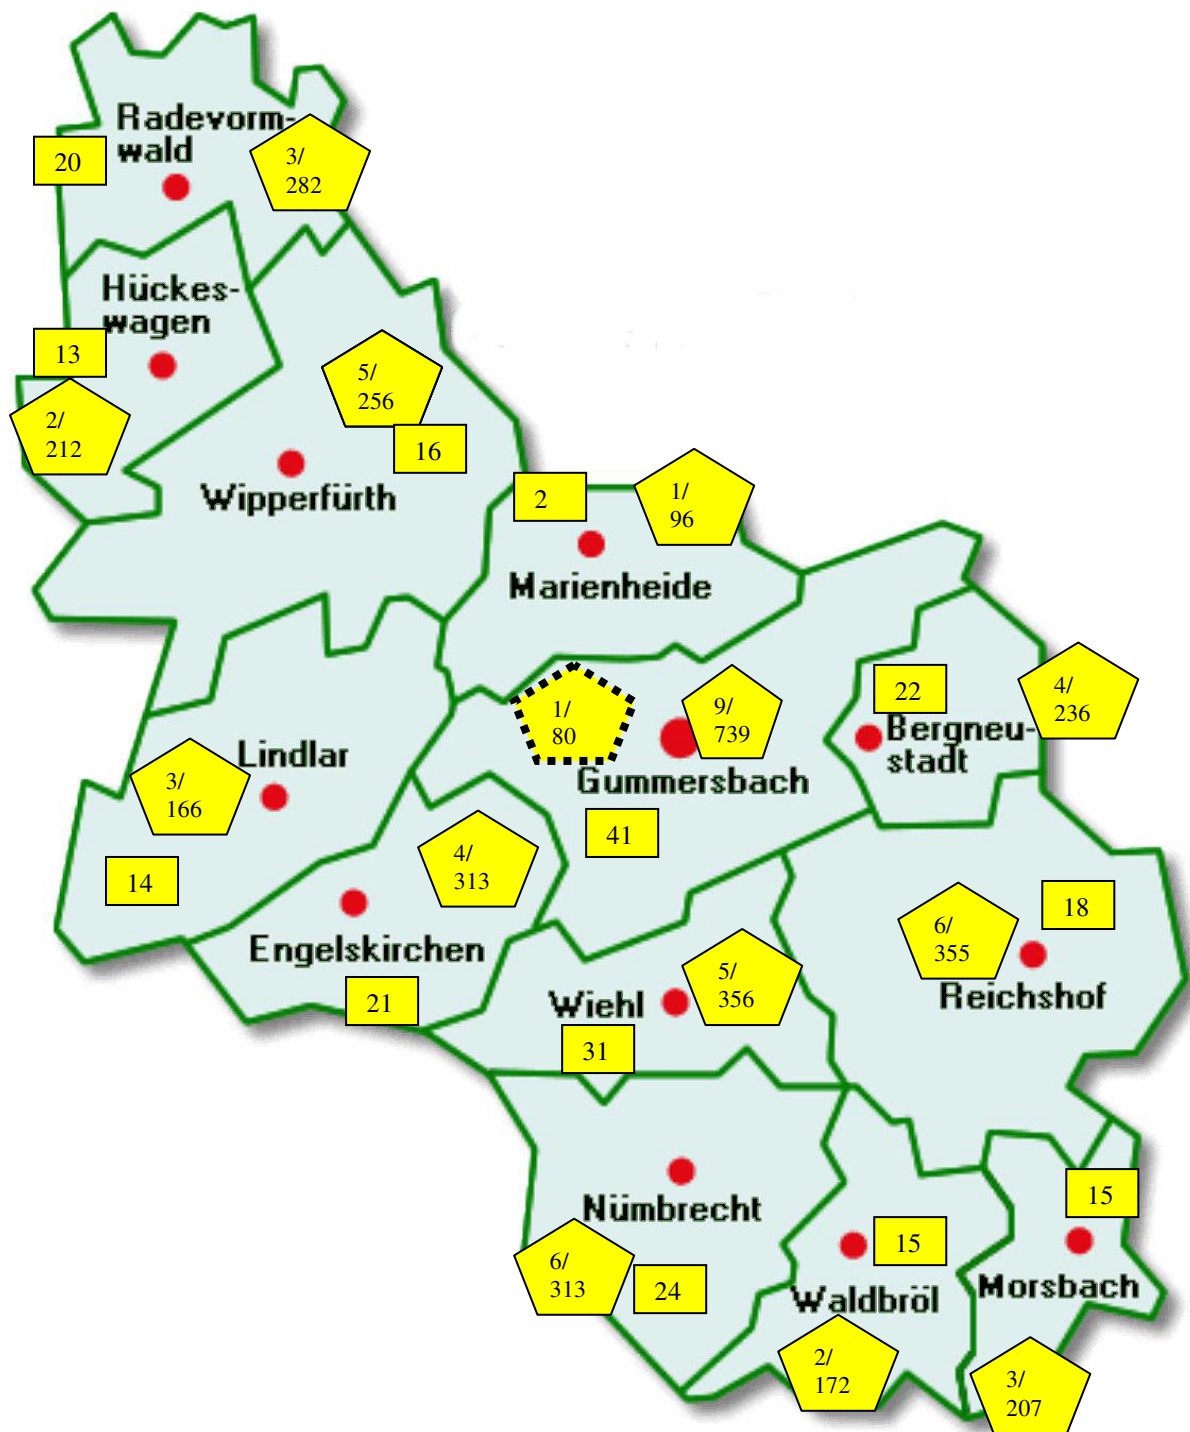 Radevorm-
wald
20
3/
282
Hückes-
wagen
13
2/
212
5/
256
16
Wipperfürth
2
1/
96
Marienheide
1/
80
9/
739
Gummersbach
41
22
4/
236
Bergneu-
stadt
Lindlar
3/
166
14
4/
313
Engelskirchen
21
5/
356
Wiehl
31
6/
355
18
Reichshof
Nümbrecht
6/
313
24
15
Waldbröl
2/
172
15
Morsbach
3/
207